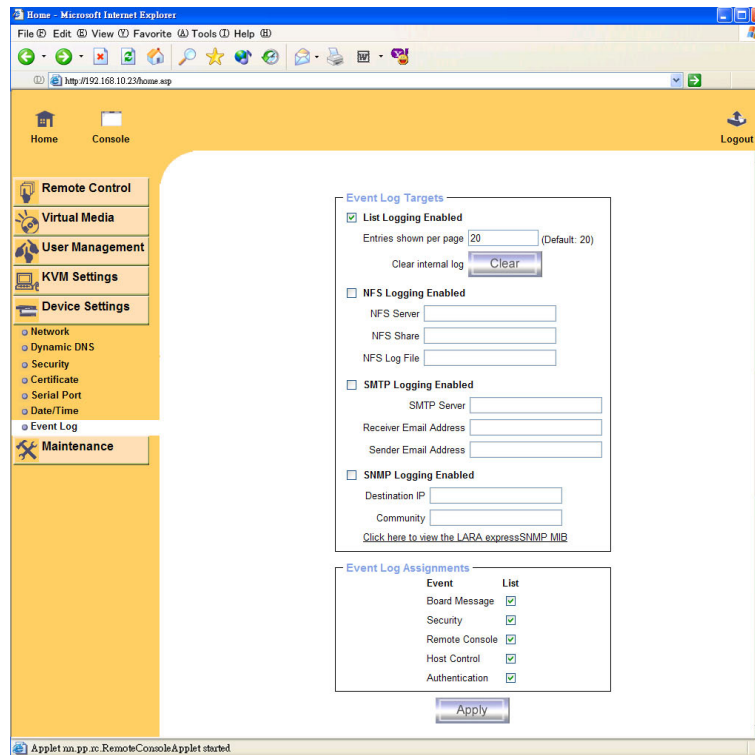 Home - Microsoft Internet Explorer
File (F) Edit (E) View (V) Favorite (A) Tools (T) Help (H)
(D) http://192.168.10.23/home.asp
Home Console Logout
Remote Control
Virtual Media
User Management
KVM Settings
Device Settings
Network
Dynamic DNS
Security
Certificate
Serial Port
Date/Time
Event Log
Maintenance
Event Log Targets
List Logging Enabled
Entries shown per page 20 (Default: 20)
Clear internal log Clear
NFS Logging Enabled
NFS Server
NFS Share
NFS Log File
SMTP Logging Enabled
SMTP Server
Receiver Email Address
Sender Email Address
SNMP Logging Enabled
Destination IP
Community
Click here to view the LARA expressSNMP MIB
Event Log Assignments
Event List
Board Message
Security
Remote Console
Host Control
Authentication
Apply
Applet nn.pp.rc.RemoteConsoleApplet started